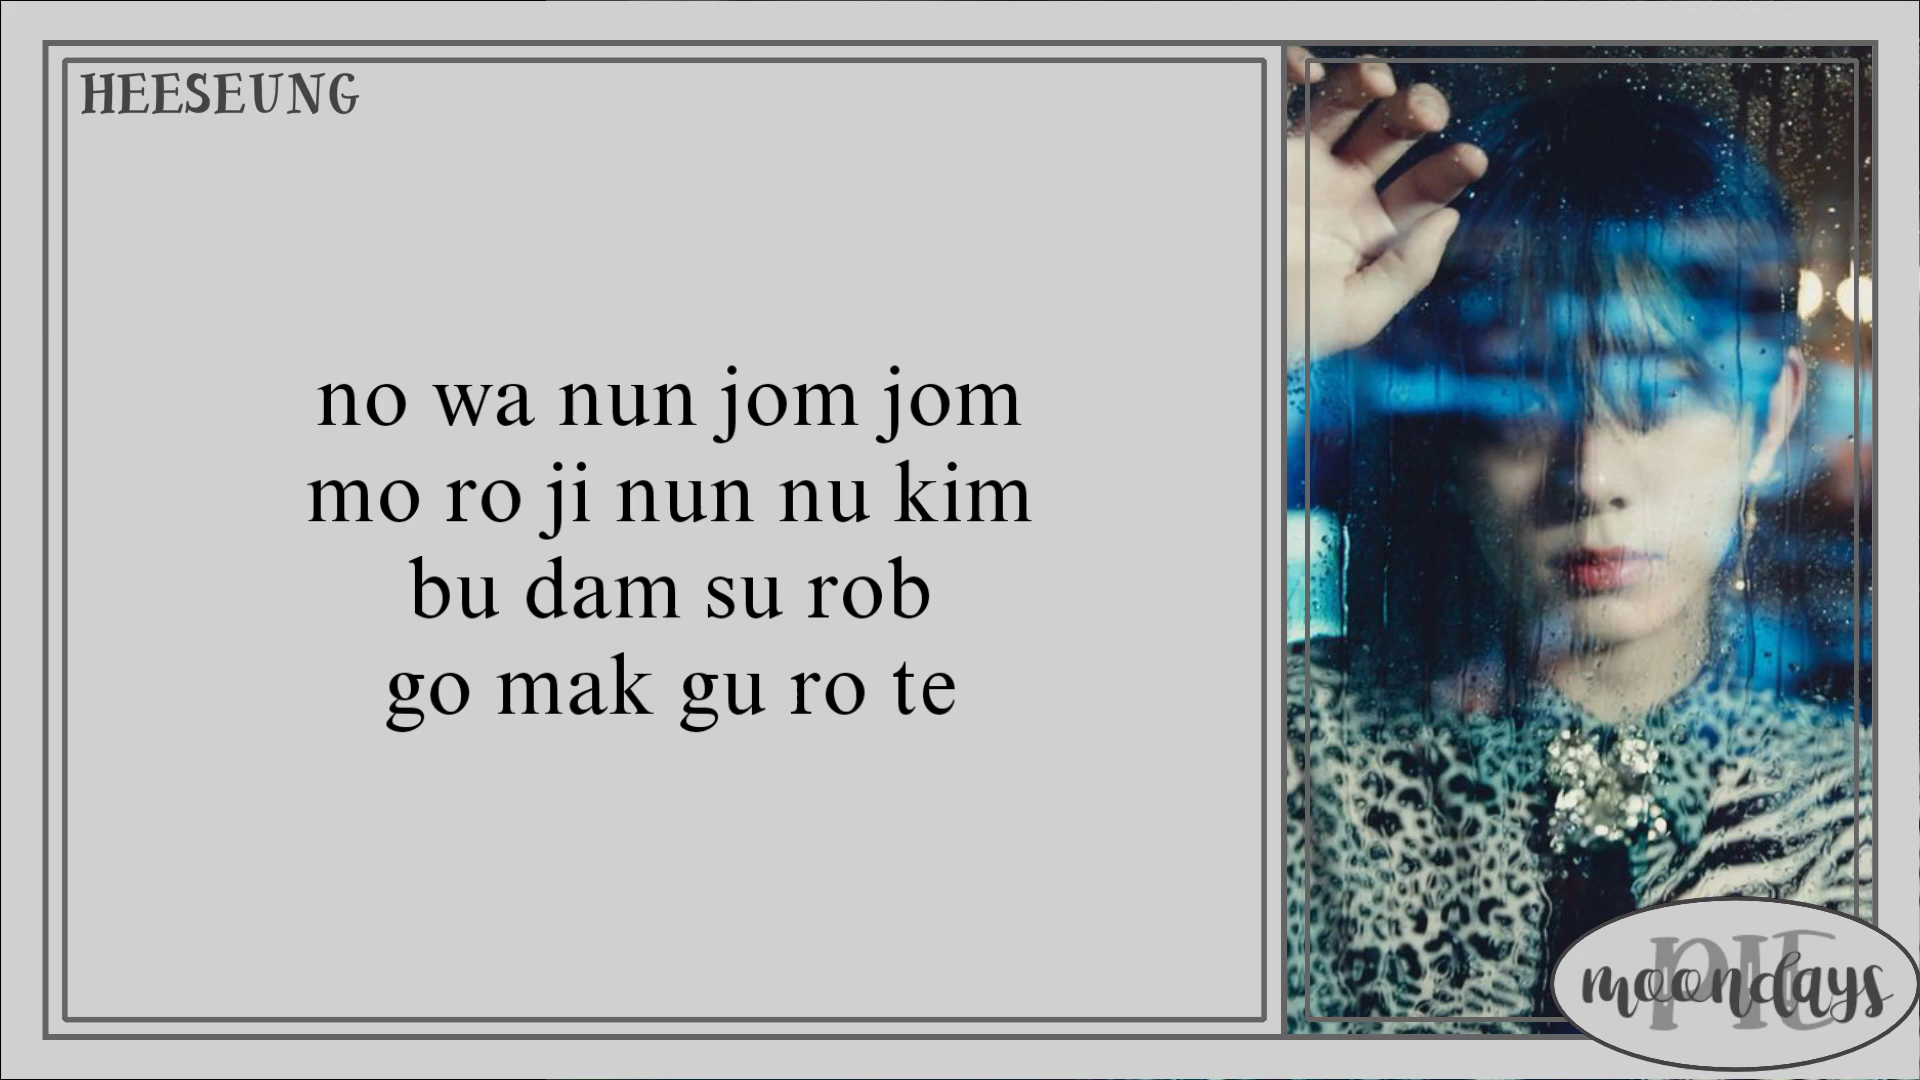 HEESEUNG
no wa nun jom jom
mo ro ji nun nu kim
bu dam su rob
go mak gu ro te
PIE
moondays